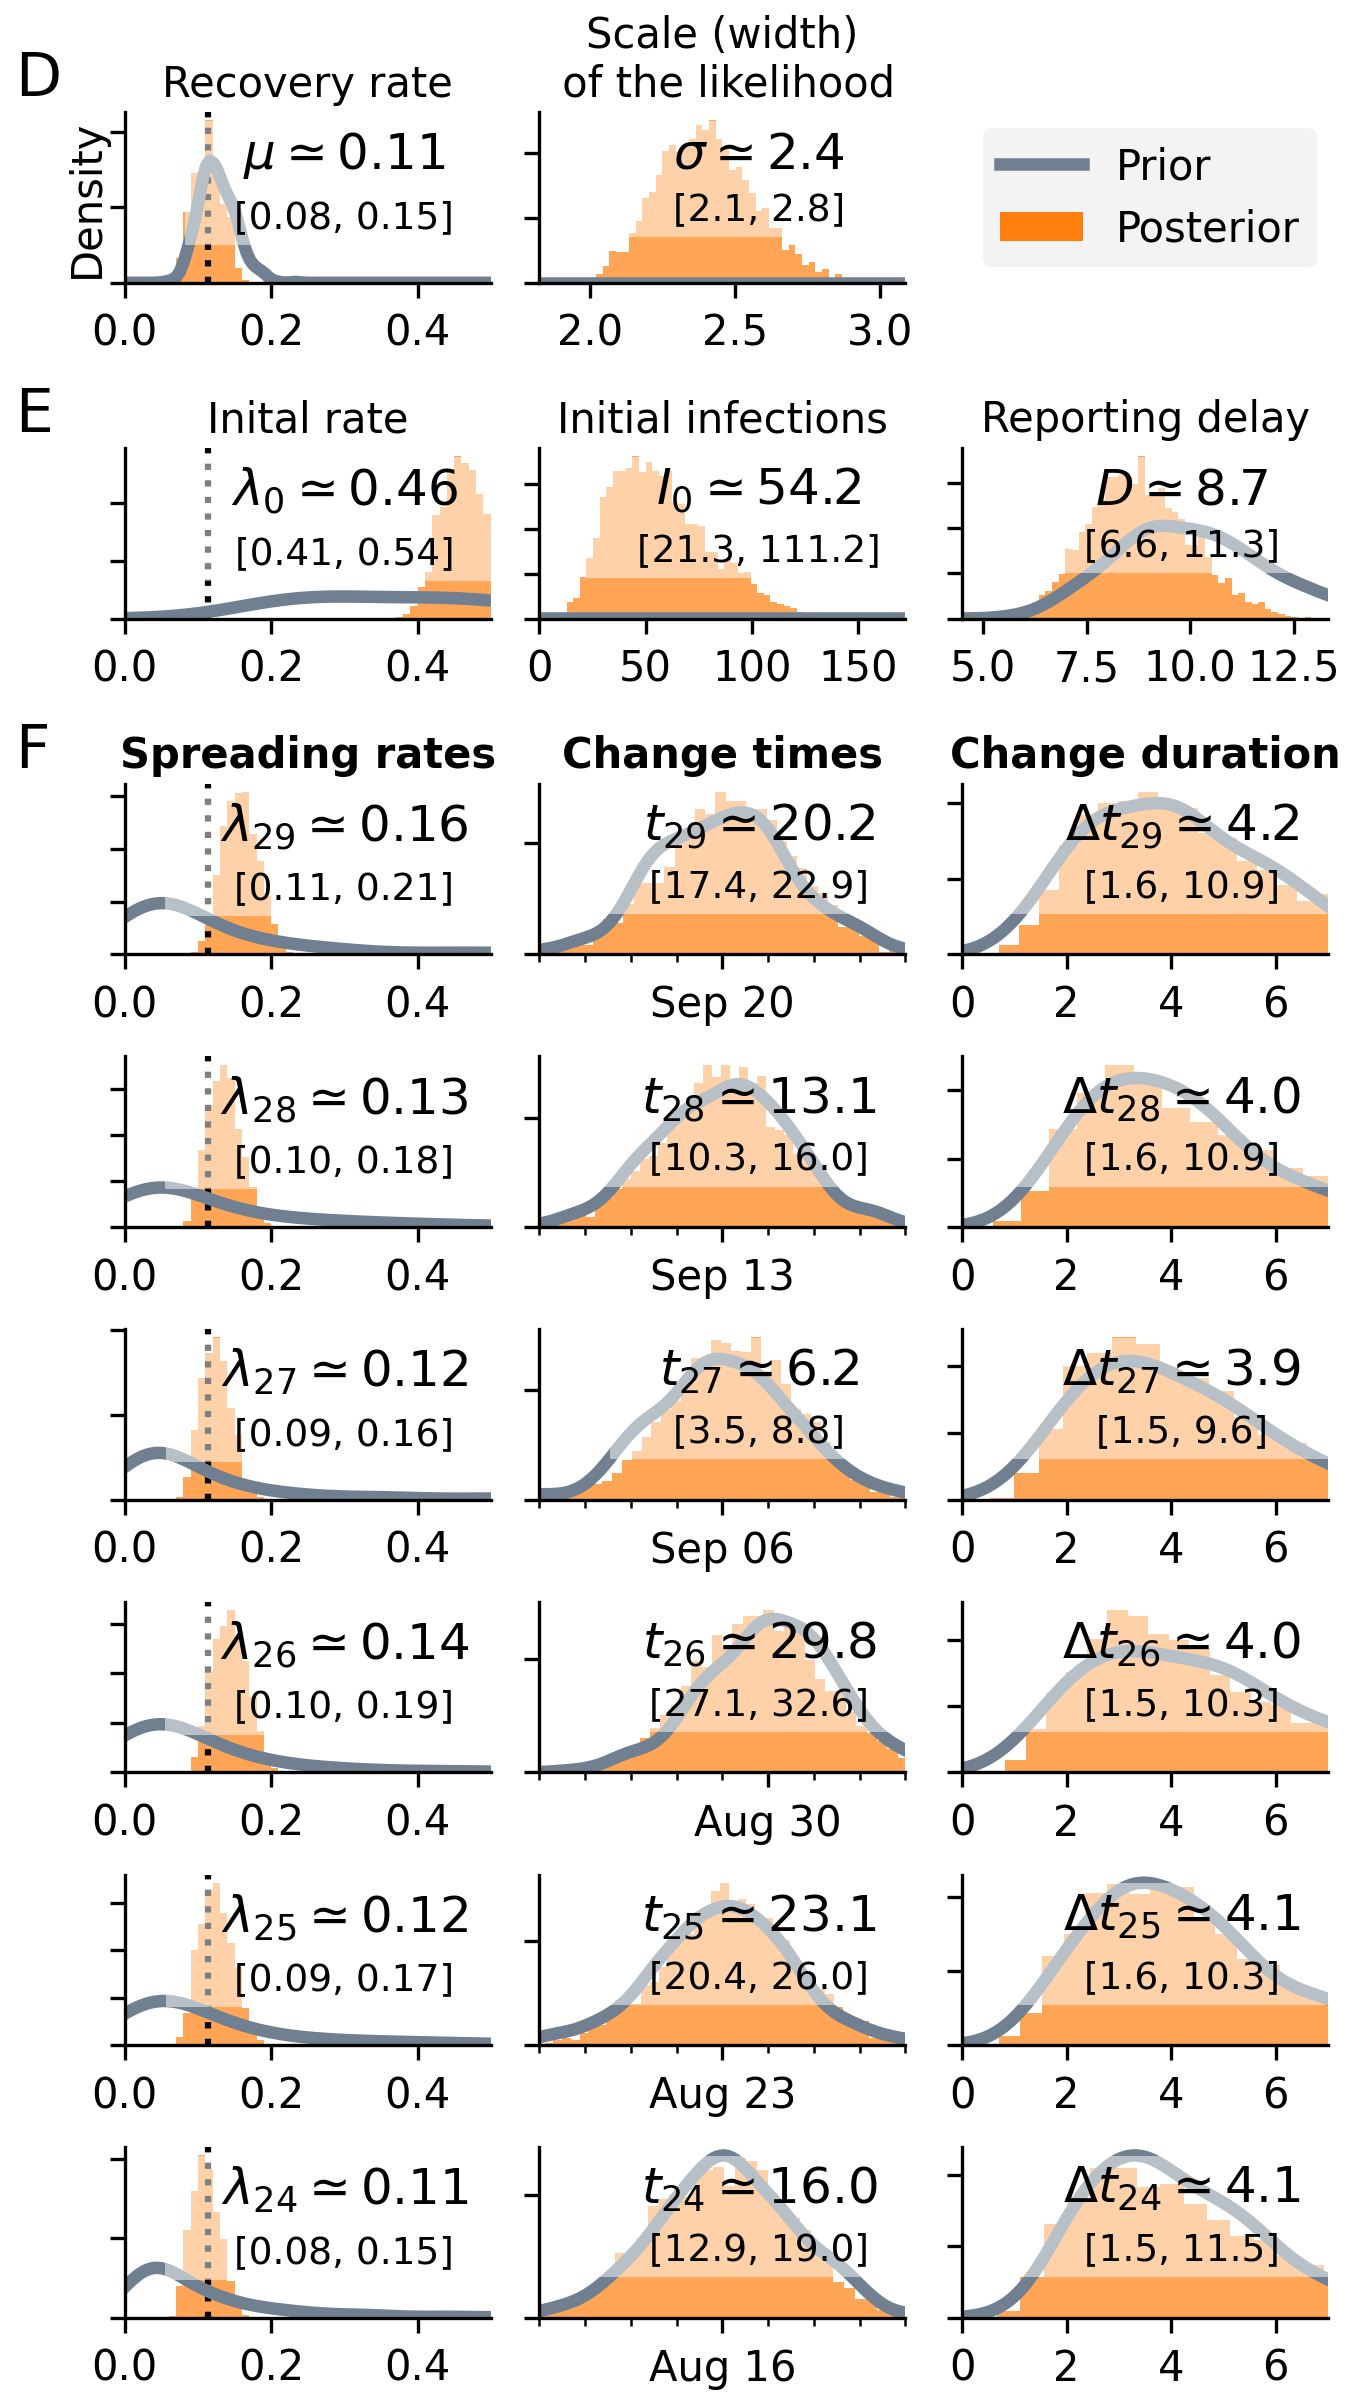 D
Recovery rate
Scale (width)
of the likelihood
Density
μ ≃ 0.11
[0.08, 0.15]
0.0 0.2 0.4
σ ≃ 2.4
[2.1, 2.8]
2.0 2.5 3.0
Prior
Posterior
E
Inital rate
λ0 ≃ 0.46
[0.41, 0.54]
0.0 0.2 0.4
Initial infections
I0 ≃ 54.2
[21.3, 111.2]
0 50 100 150
Reporting delay
D ≃ 8.7
[6.6, 11.3]
5.0 7.5 10.0 12.5
F
Spreading rates
Change times
Change duration
λ29 ≃ 0.16
[0.11, 0.21]
0.0 0.2 0.4
t29 ≃ 20.2
[17.4, 22.9]
Sep 20
Δt29 ≃ 4.2
[1.6, 10.9]
0 2 4 6
λ28 ≃ 0.13
[0.10, 0.18]
0.0 0.2 0.4
t28 ≃ 13.1
[10.3, 16.0]
Sep 13
Δt28 ≃ 4.0
[1.6, 10.9]
0 2 4 6
λ27 ≃ 0.12
[0.09, 0.16]
0.0 0.2 0.4
t27 ≃ 6.2
[3.5, 8.8]
Sep 06
Δt27 ≃ 3.9
[1.5, 9.6]
0 2 4 6
λ26 ≃ 0.14
[0.10, 0.19]
0.0 0.2 0.4
t26 ≃ 29.8
[27.1, 32.6]
Aug 30
Δt26 ≃ 4.0
[1.5, 10.3]
0 2 4 6
λ25 ≃ 0.12
[0.09, 0.17]
0.0 0.2 0.4
t25 ≃ 23.1
[20.4, 26.0]
Aug 23
Δt25 ≃ 4.1
[1.6, 10.3]
0 2 4 6
λ24 ≃ 0.11
[0.08, 0.15]
0.0 0.2 0.4
t24 ≃ 16.0
[12.9, 19.0]
Aug 16
Δt24 ≃ 4.1
[1.5, 11.5]
0 2 4 6